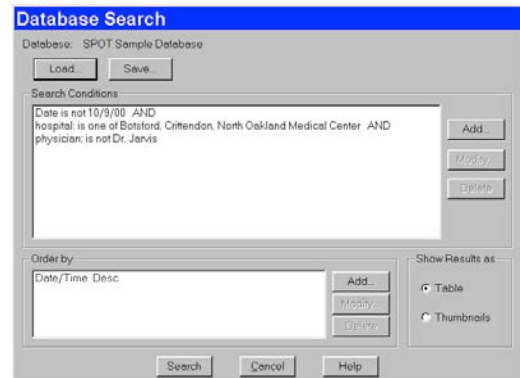 Database Search
Database: SPOT Sample Database
Load... Save...
Search Conditions
Date is not 10/9/00 AND
hospital: is one of Botsford, Crittendon, North Oakland Medical Center AND
physician: is not Dr. Jarvis
Add...
Modify...
Delete
Order by
Date/Time Desc
Add...
Modify...
Delete
Show Results as
Table
Thumbnails
Search Cancel Help